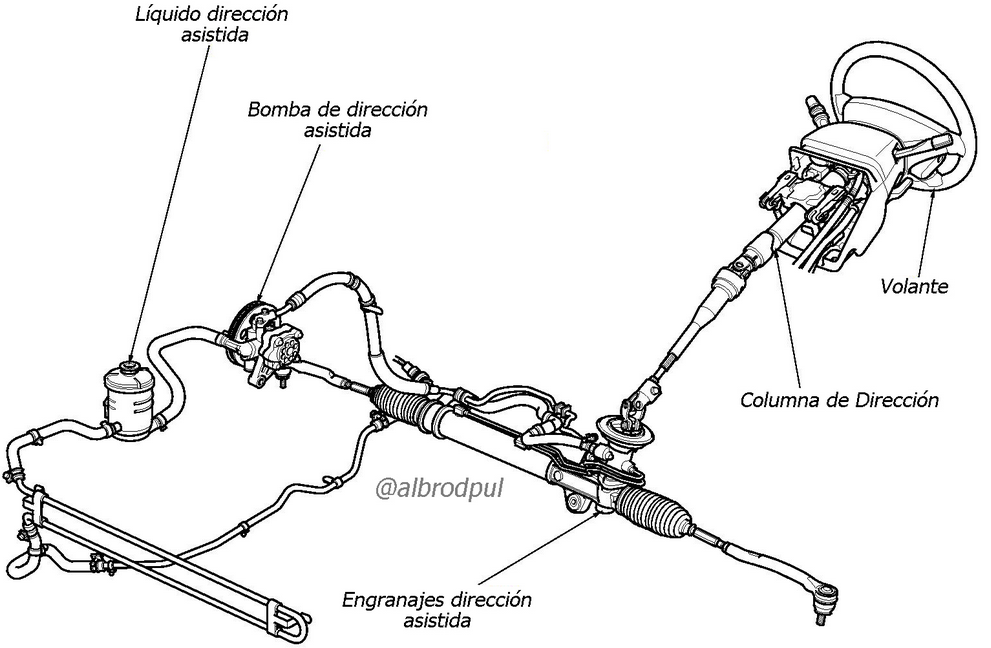 Líquido dirección
asistida
Bomba de dirección
asistida
Volante
Columna de Dirección
@albrodpul
Engranajes dirección
asistida